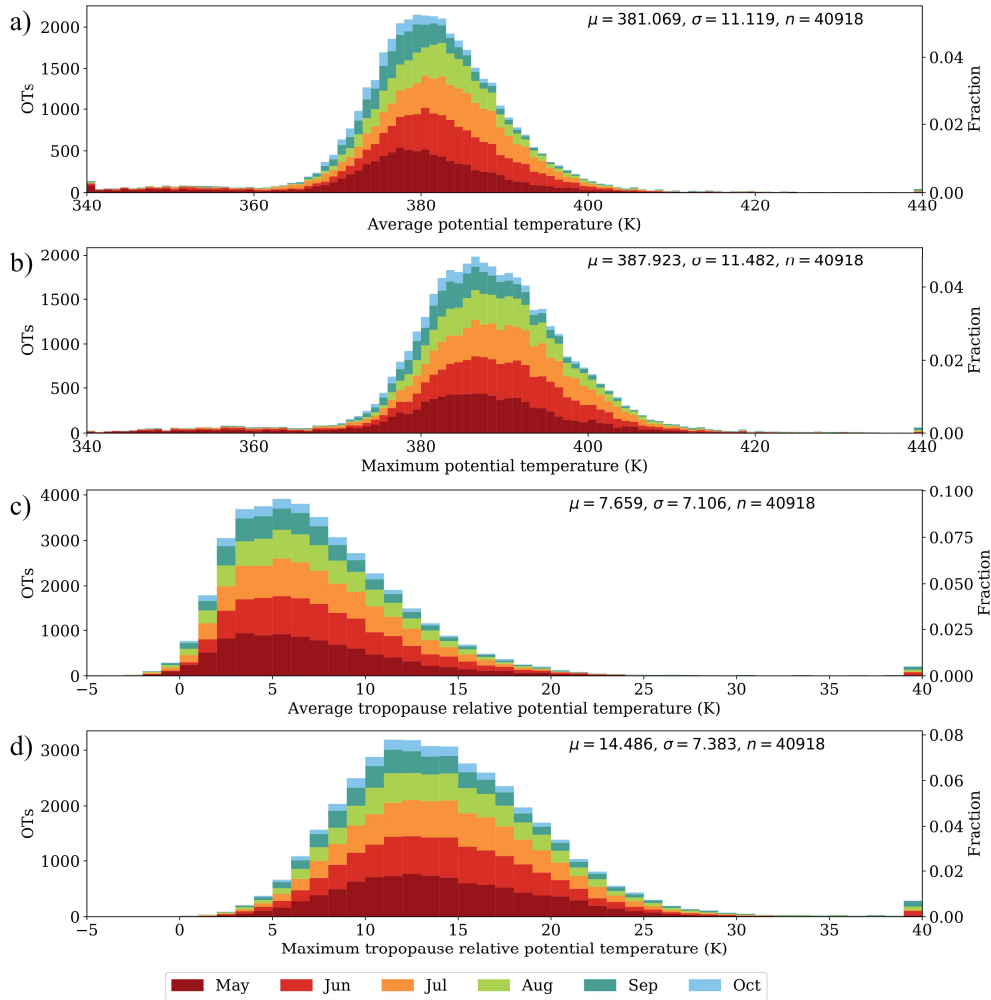 a)
μ = 381.069, σ = 11.119, n = 40918
2000
1500
1000
500
0
OTs
0.04
0.02
0.00
Fraction
340 360 380 400 420 440
Average potential temperature (K)
b)
μ = 387.923, σ = 11.482, n = 40918
2000
1500
1000
500
0
OTs
0.04
0.02
0.00
Fraction
340 360 380 400 420 440
Maximum potential temperature (K)
c)
μ = 7.659, σ = 7.106, n = 40918
4000
3000
2000
1000
0
OTs
0.100
0.075
0.050
0.025
0.000
Fraction
−5 0 5 10 15 20 25 30 35 40
Average tropopause relative potential temperature (K)
d)
μ = 14.486, σ = 7.383, n = 40918
3000
2000
1000
0
OTs
0.08
0.06
0.04
0.02
0.00
Fraction
−5 0 5 10 15 20 25 30 35 40
Maximum tropopause relative potential temperature (K)
May Jun Jul Aug Sep Oct